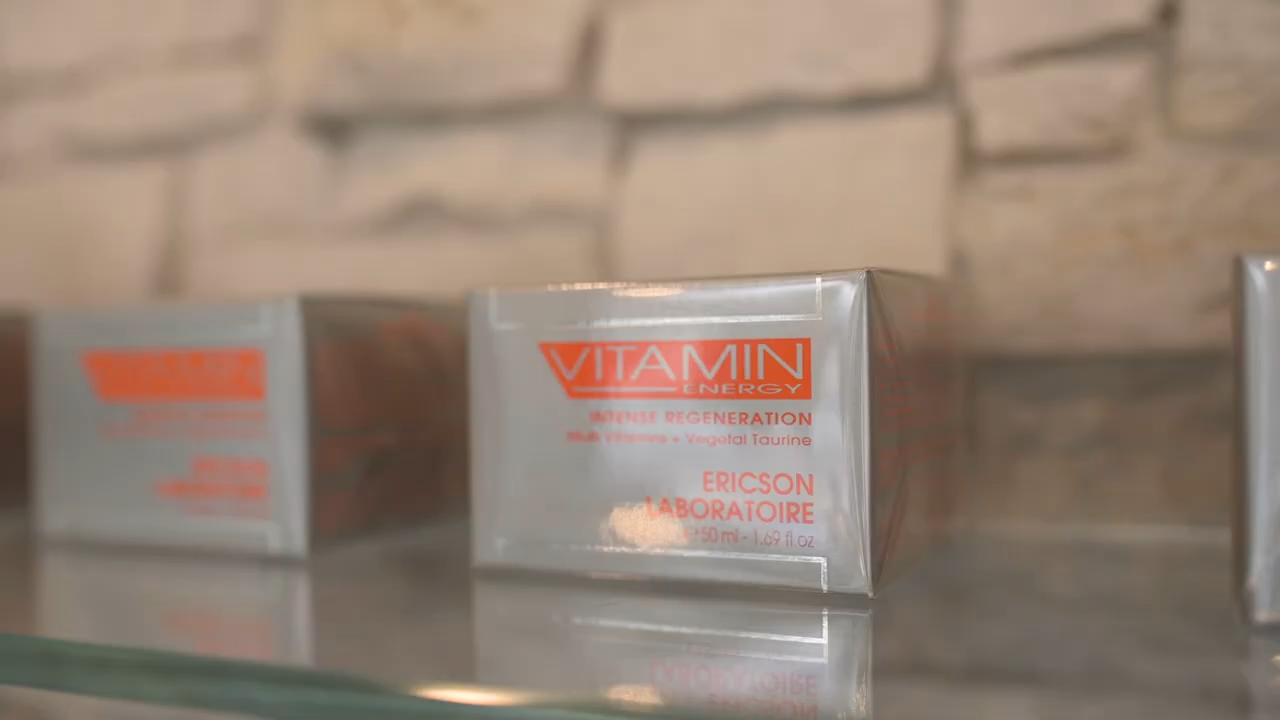 VITAMIN
ENERGY
INTENSE REGENERATION
Multi Vitamins + Vegetal Taurine
ERICSON
LABORATOIRE
50 ml - 1.69 fl.oz